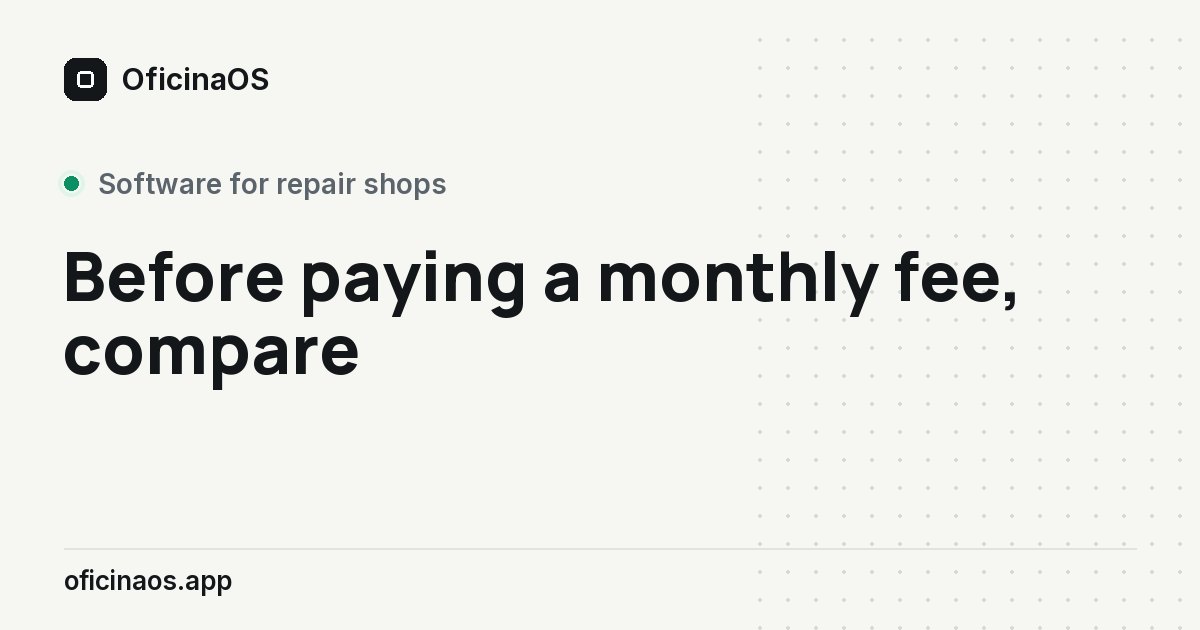 OficinaOS
Software for repair shops
Before paying a monthly fee,
compare
oficinaos.app